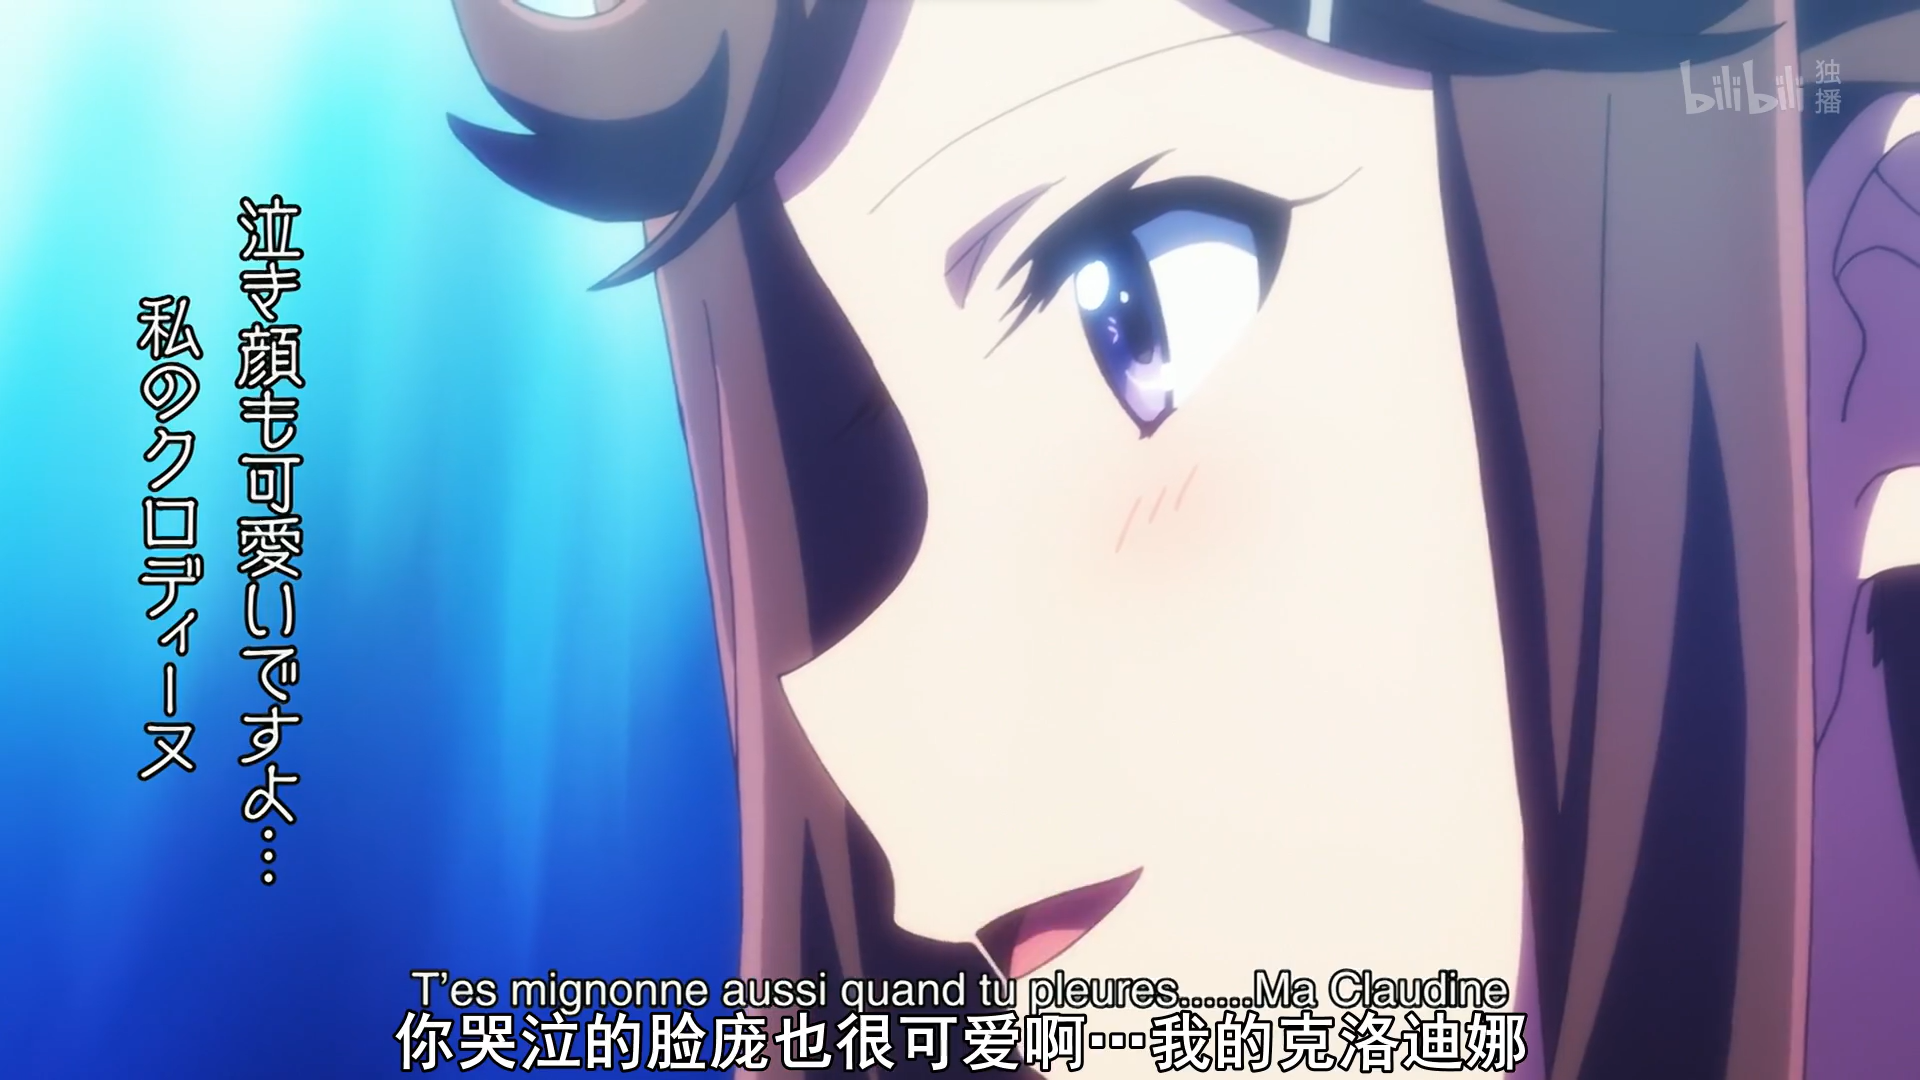 bilibili 独播
泣き顔も可愛いですよ…
私のクロディーヌ
T'es mignonne aussi quand tu pleures......Ma Claudine
你哭泣的脸庞也很可爱啊…我的克洛迪娜